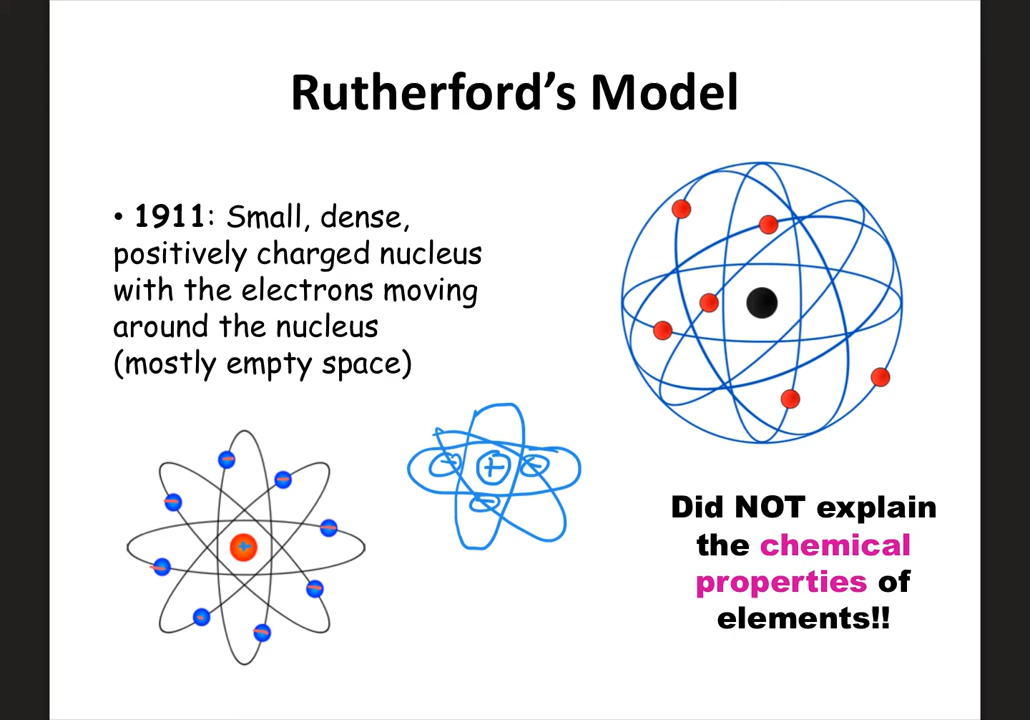 Rutherford’s Model
• 1911: Small, dense,
positively charged nucleus
with the electrons moving
around the nucleus
(mostly empty space)
Did NOT explain
the chemical
properties of
elements!!